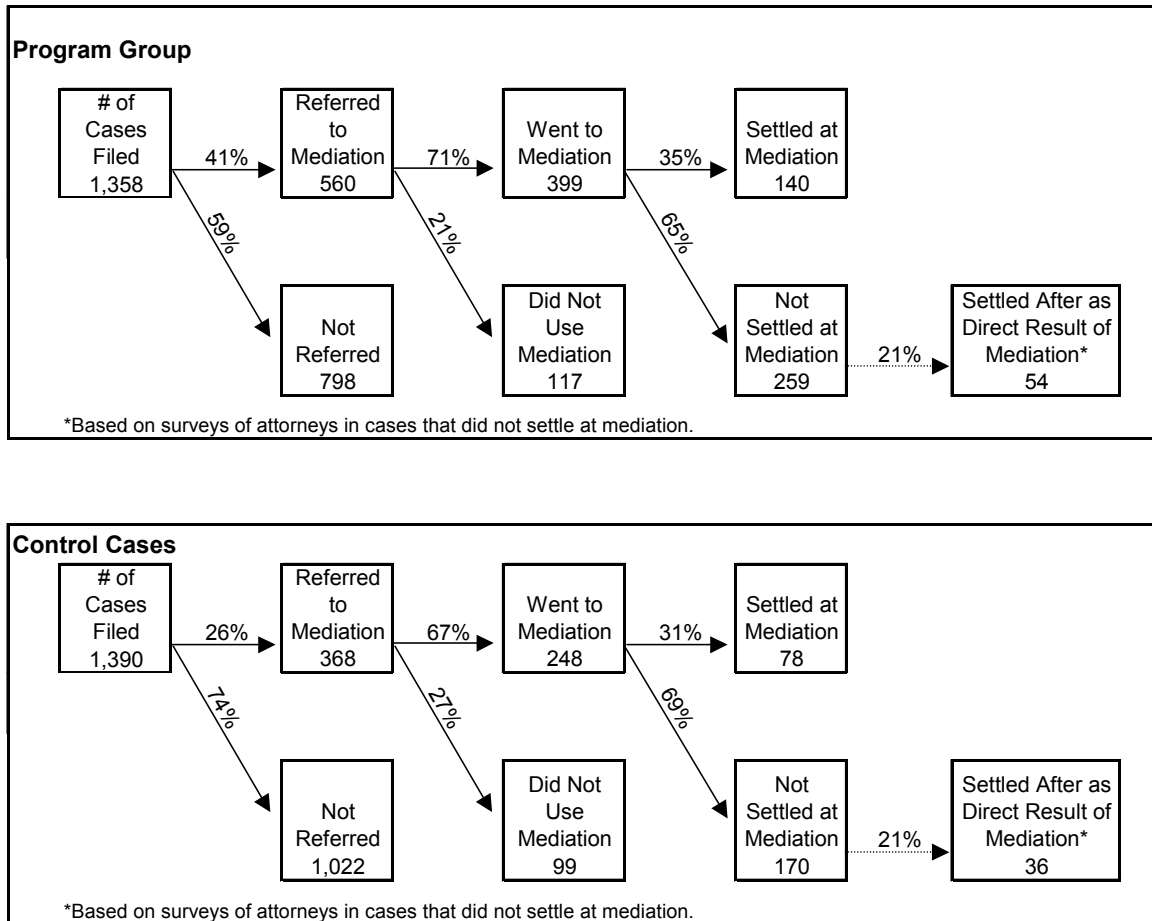 Program Group
# of
Cases
Filed
1,358
41%
Referred
to
Mediation
560
71%
Went to
Mediation
399
35%
Settled at
Mediation
140
59%
21%
65%
Not
Referred
798
Did Not
Use
Mediation
117
Not
Settled at
Mediation
259
21%
Settled After as
Direct Result of
Mediation*
54
*Based on surveys of attorneys in cases that did not settle at mediation.
Control Cases
# of
Cases
Filed
1,390
26%
Referred
to
Mediation
368
67%
Went to
Mediation
248
31%
Settled at
Mediation
78
74%
27%
69%
Not
Referred
1,022
Did Not
Use
Mediation
99
Not
Settled at
Mediation
170
21%
Settled After as
Direct Result of
Mediation*
36
*Based on surveys of attorneys in cases that did not settle at mediation.